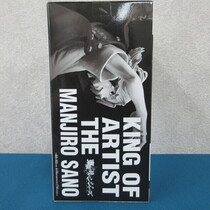 KING OF
ARTIST
THE
MANJIRO SANO